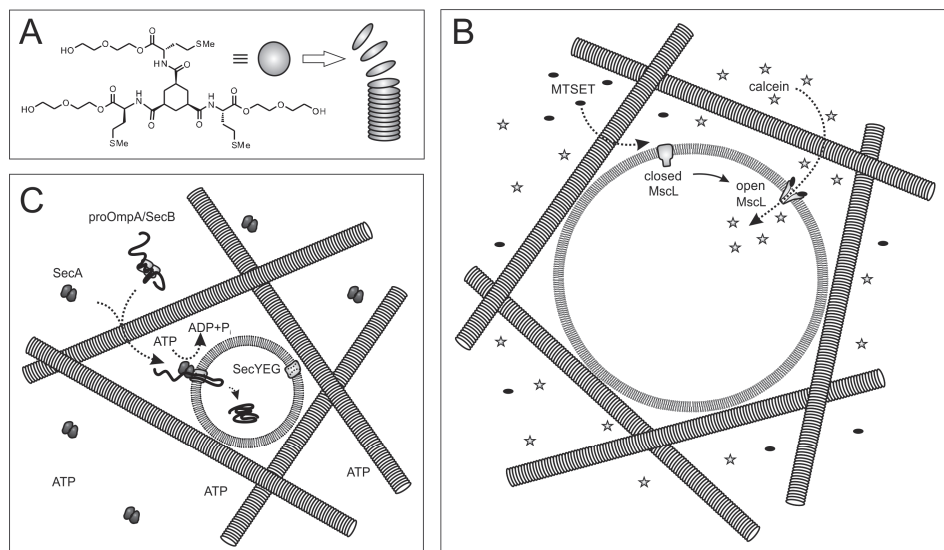 A
HO
O
O
O
O
SMe
HN
O
HO
O
O
O
O
H
N
H
N
O
O
O
O
OH
O
O
SMe
SMe
≡
B
MTSET
calcein
closed
MscL
open
MscL
C
proOmpA/SecB
SecA
ATP
ADP+Pi
SecYEG
ATP
ATP
ATP